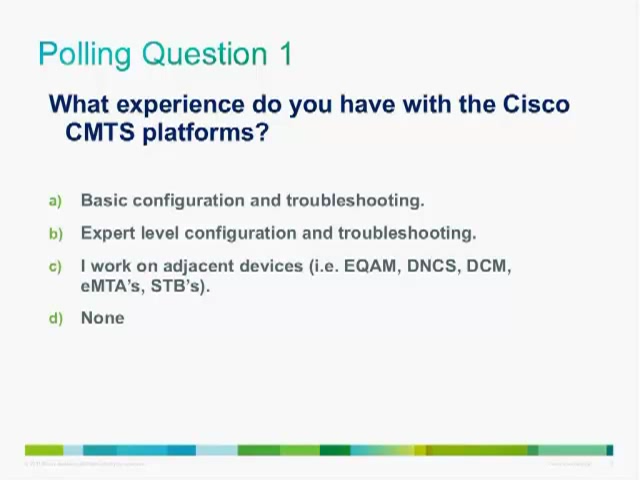 Polling Question 1
What experience do you have with the Cisco
CMTS platforms?
a) Basic configuration and troubleshooting.
b) Expert level configuration and troubleshooting.
c) I work on adjacent devices (i.e. EQAM, DNCS, DCM,
eMTA's, STB's).
d) None